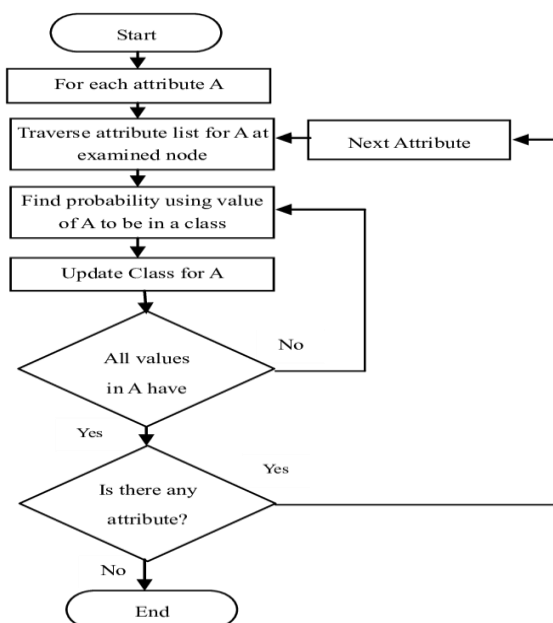 Start
For each attribute A
Traverse attribute list for A at
examined node
Next Attribute
Find probability using value
of A to be in a class
Update Class for A
All values
in A have
No
Yes
Is there any
attribute?
Yes
No
End